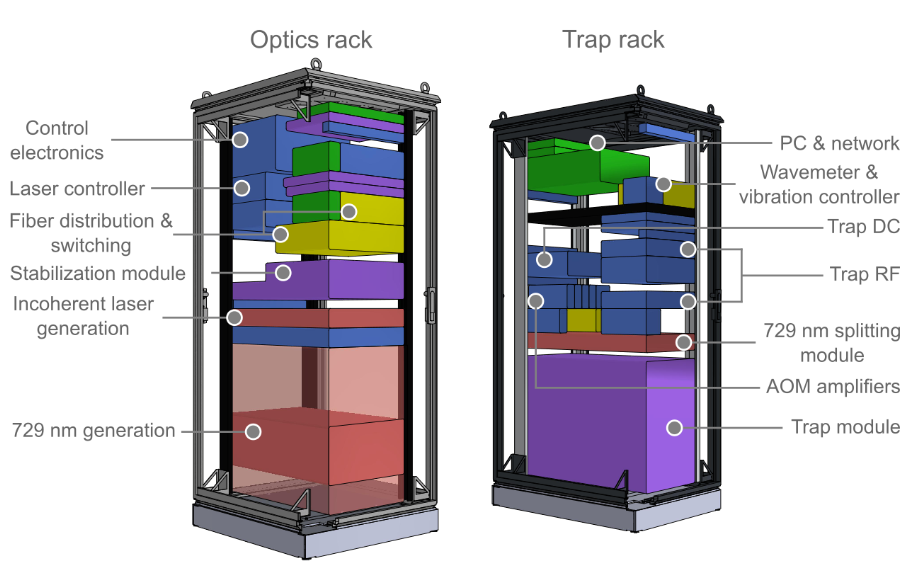 Optics rack
Control
electronics
Laser controller
Fiber distribution &
switching
Stabilization module
Incoherent laser
generation
729 nm generation
Trap rack
PC & network
Wavemeter &
vibration controller
Trap DC
Trap RF
729 nm splitting
module
AOM amplifiers
Trap module